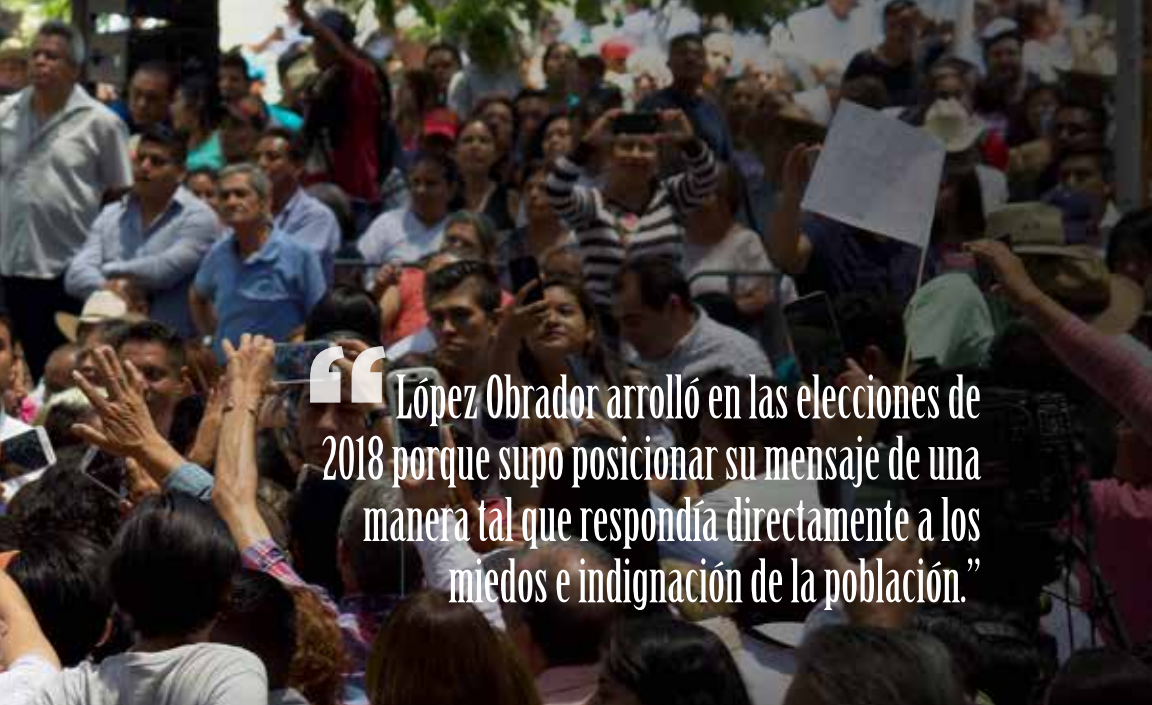 “López Obrador arrolló en las elecciones de
2018 porque supo posicionar su mensaje de una
manera tal que respondía directamente a los
miedos e indignación de la población.”